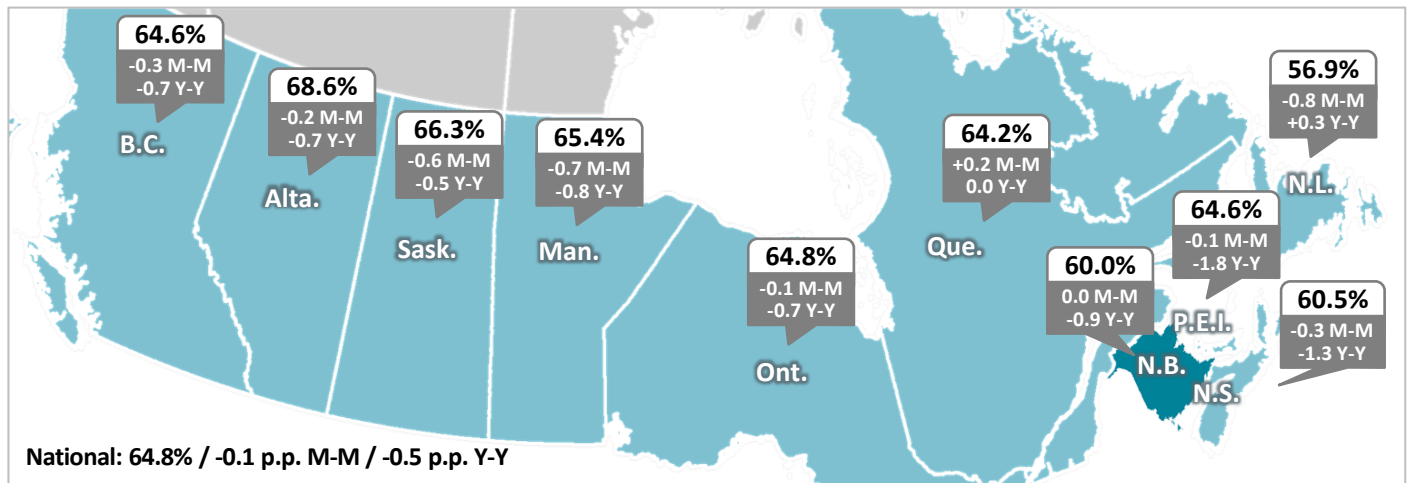 64.6%
-0.3 M-M
-0.7 Y-Y
B.C.
68.6%
-0.2 M-M
-0.7 Y-Y
Alta.
66.3%
-0.6 M-M
-0.5 Y-Y
Sask.
65.4%
-0.7 M-M
-0.8 Y-Y
Man.
64.8%
-0.1 M-M
-0.7 Y-Y
Ont.
64.2%
+0.2 M-M
0.0 Y-Y
Que.
60.0%
0.0 M-M
-0.9 Y-Y
N.B.
64.6%
-0.1 M-M
-1.8 Y-Y
P.E.I.
56.9%
-0.8 M-M
+0.3 Y-Y
N.L.
60.5%
-0.3 M-M
-1.3 Y-Y
N.S.
National: 64.8% / -0.1 p.p. M-M / -0.5 p.p. Y-Y